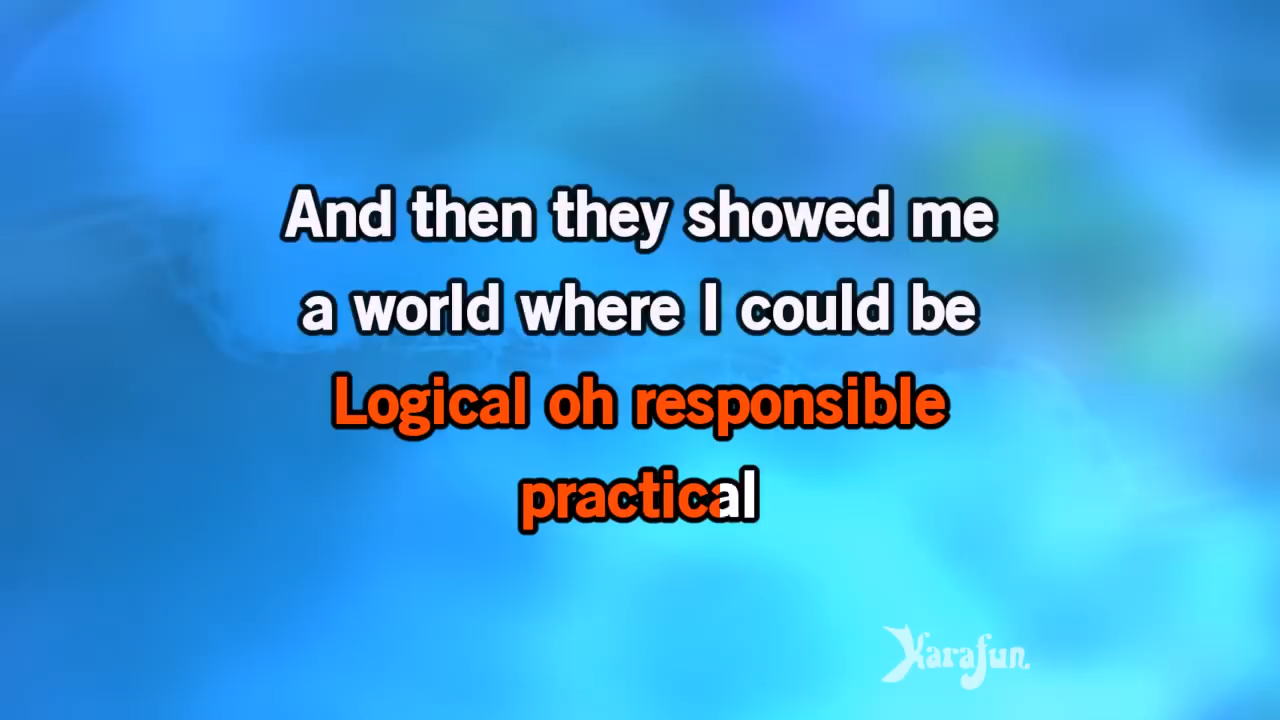 And then they showed me
a world where I could be
Logical oh responsible
practical
Karafun